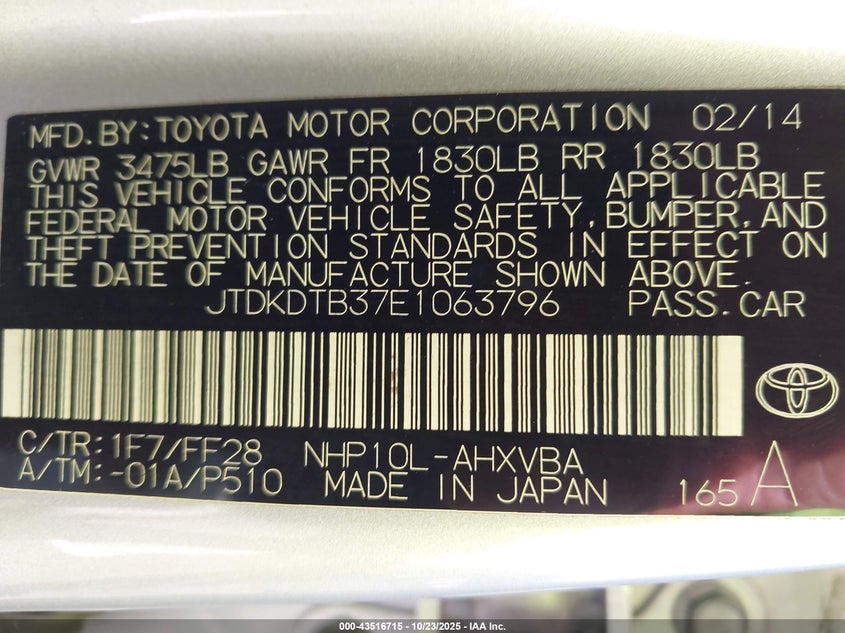 MFD.BY:TOYOTA MOTOR CORPORATION 02/14
GVWR 3475LB GAWR FR 1830LB RR 1830LB
THIS VEHICLE CONFORMS TO ALL APPLICABLE
FEDERAL MOTOR VEHICLE SAFETY,BUMPER,AND
THEFT PREVENTION STANDARDS IN EFFECT ON
THE DATE OF MANUFACTURE SHOWN ABOVE.
JTDKDTB37E1063796 PASS.CAR
C/TR:1F7/FF28 NHP10L-AHXVBA
A/TM:-01A/P510 MADE IN JAPAN 165 A
000-43516715 - 10/23/2025 - IAA Inc.